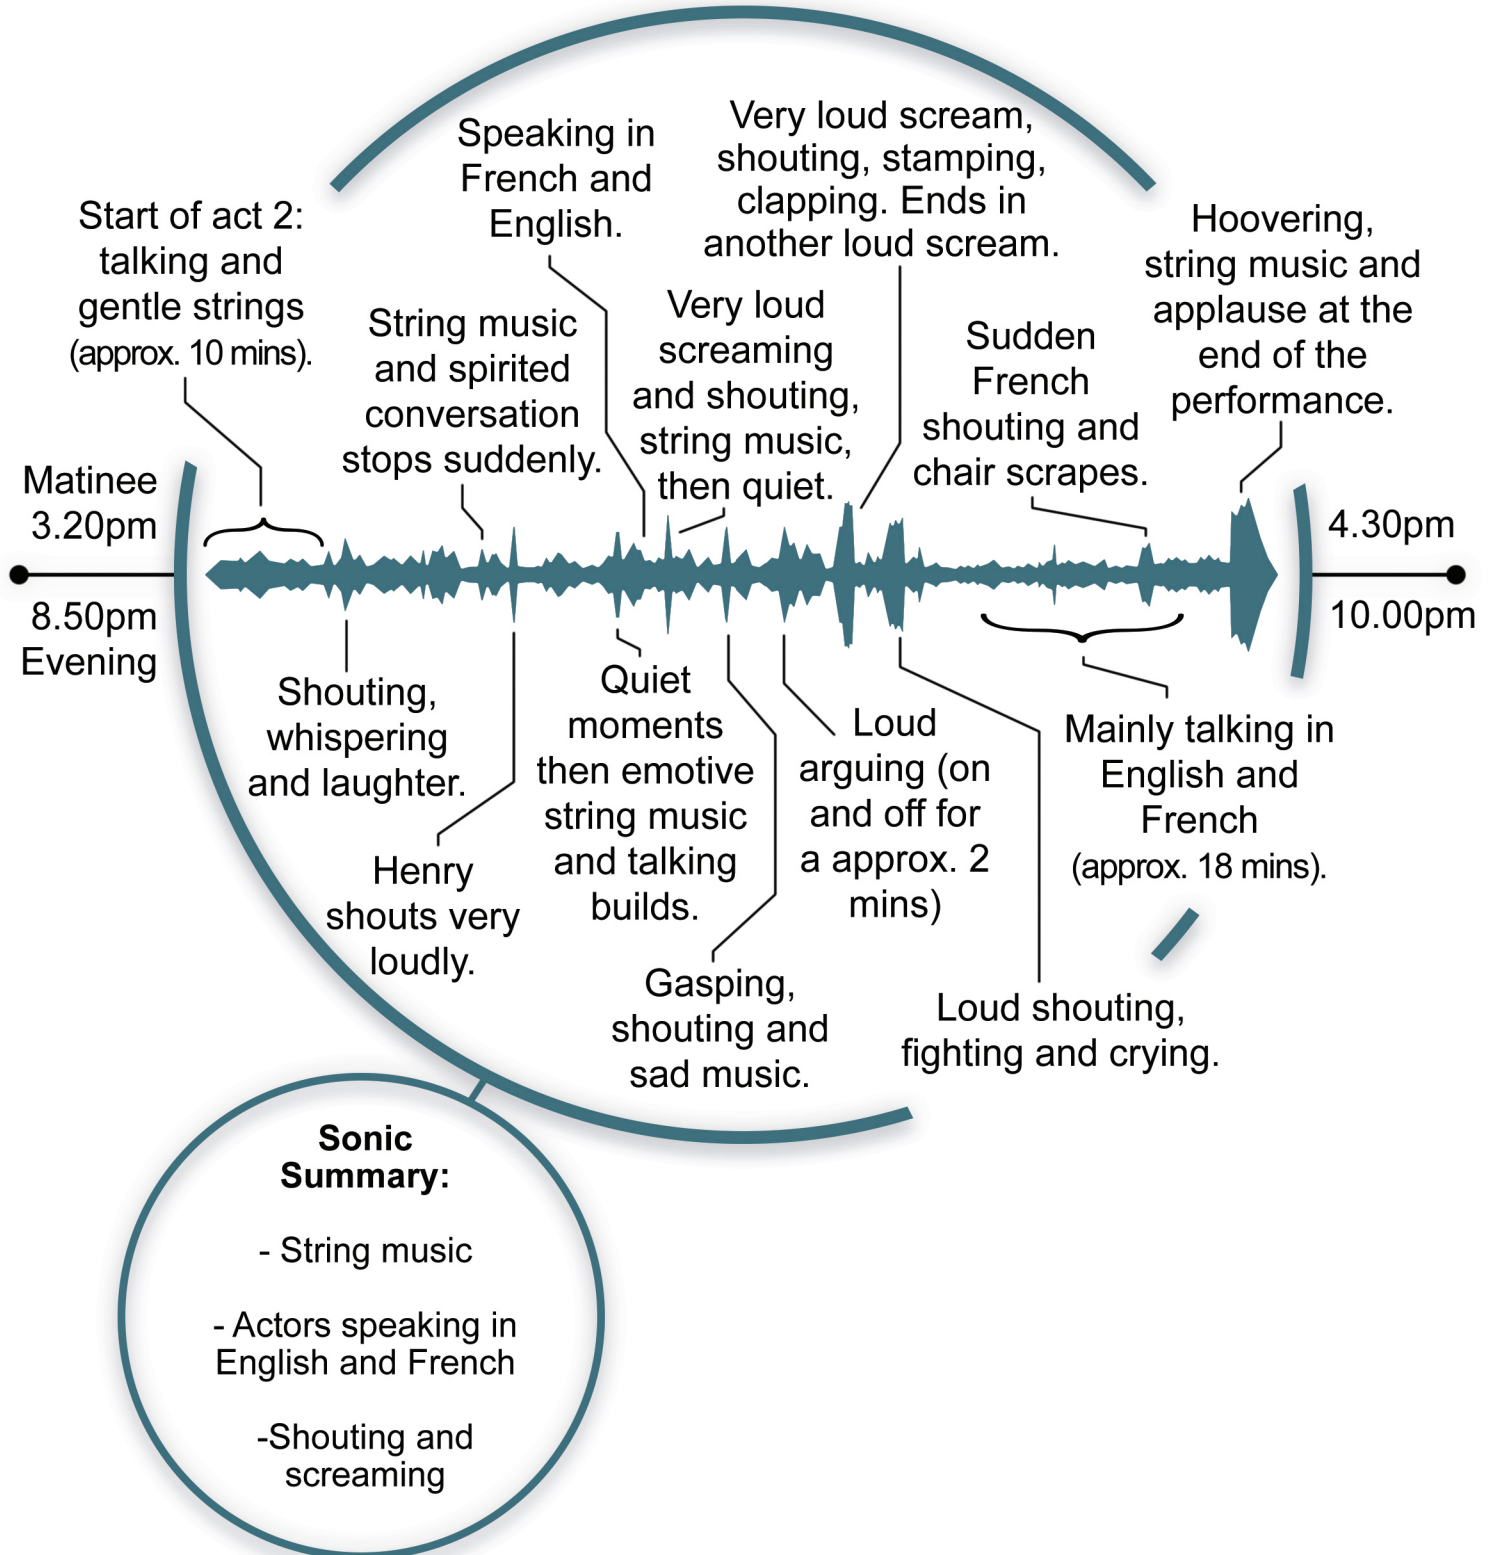 Matinee
3.20pm
8.50pm
Evening
Start of act 2:
talking and
gentle strings
(approx. 10 mins).
Shouting,
whispering
and laughter.
String music
and spirited
conversation
stops suddenly.
Henry
shouts very
loudly.
Quiet
moments
then emotive
string music
and talking
builds.
Speaking in
French and
English.
Very loud
screaming
and shouting,
string music,
then quiet.
Gasping,
shouting and
sad music.
Loud
arguing (on
and off for
a approx. 2
mins)
Very loud scream,
shouting, stamping,
clapping. Ends in
another loud scream.
Loud shouting,
fighting and crying.
Mainly talking in
English and
French
(approx. 18 mins).
Sudden
French
shouting and
chair scrapes.
Hoovering,
string music and
applause at the
end of the
performance.
4.30pm
10.00pm
Sonic
Summary:
- String music
- Actors speaking in
English and French
-Shouting and
screaming